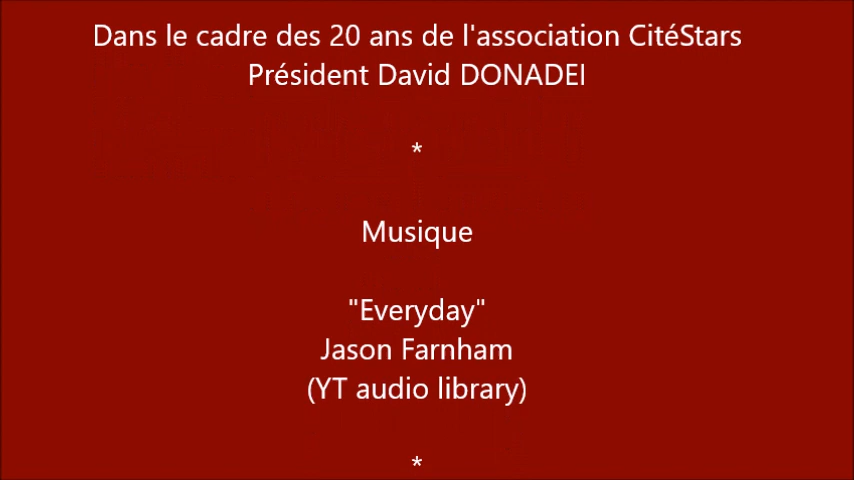 Dans le cadre des 20 ans de l'association CitéStars
Président David DONADEI
*
Musique
"Everyday"
Jason Farnham
(YT audio library)
*